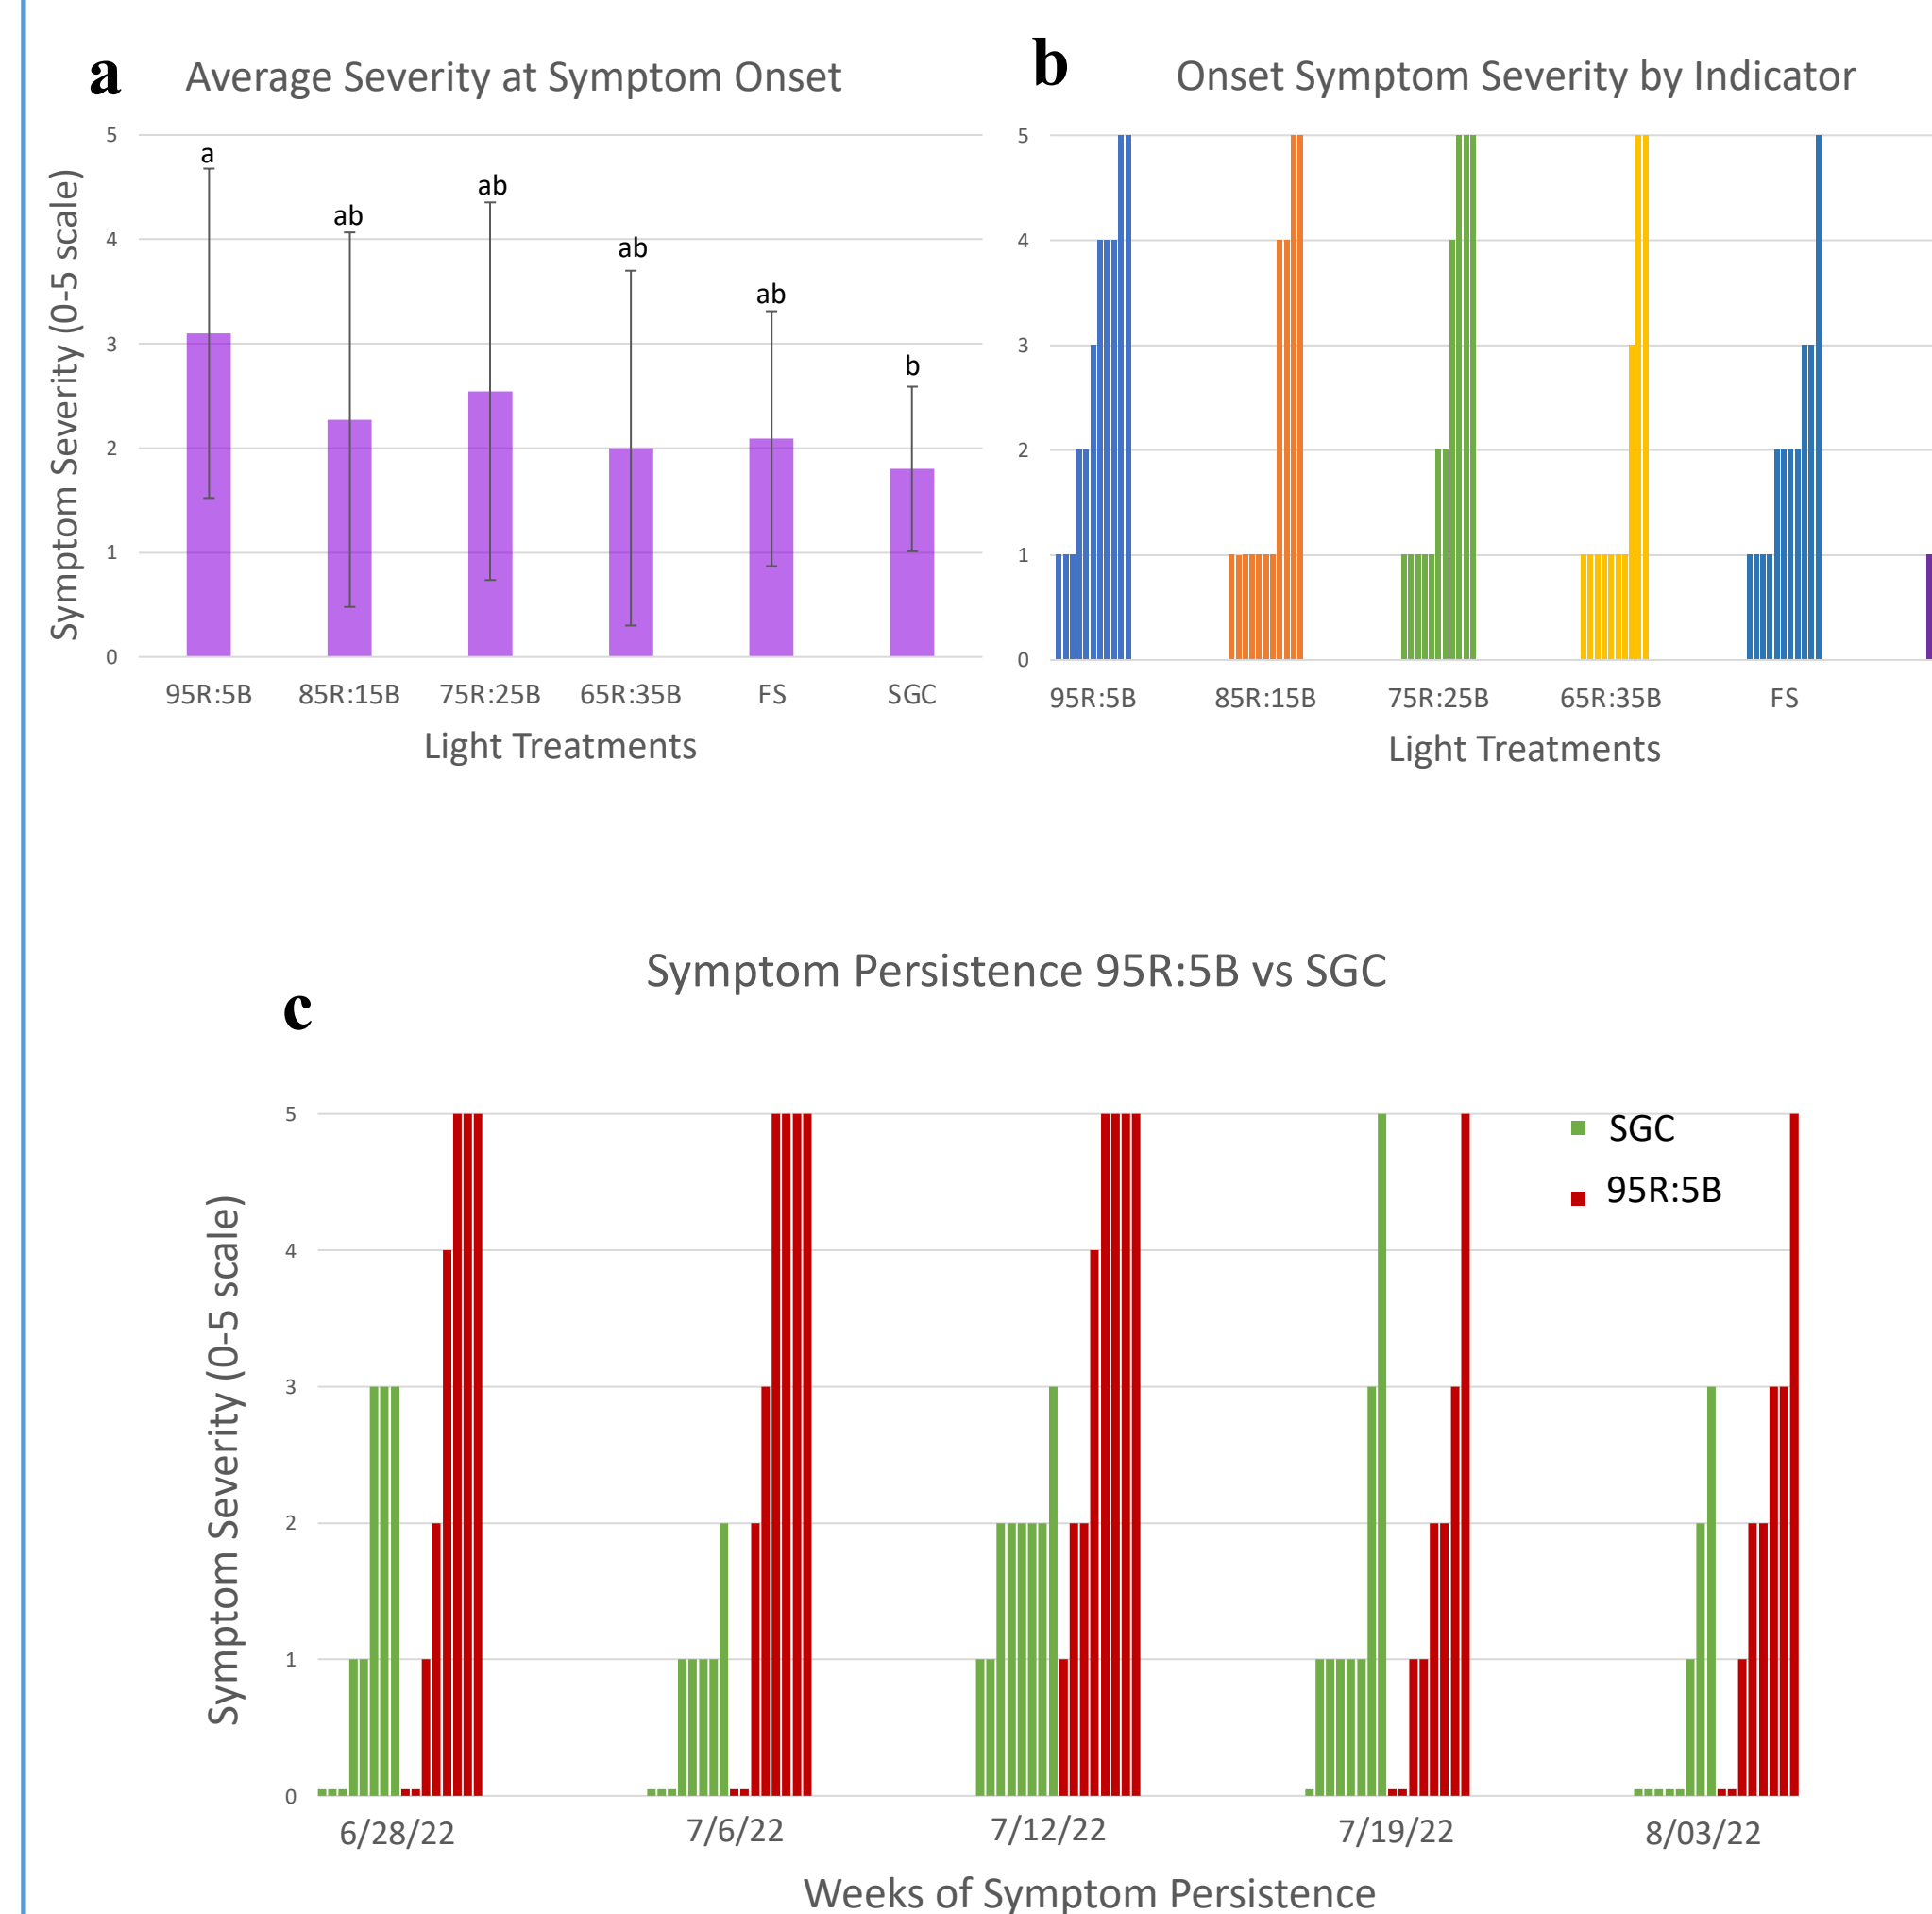 a
Average Severity at Symptom Onset
Symptom Severity (0-5 scale)
5
4
3
2
1
0
a
ab
ab
ab
ab
b
95R:5B 85R:15B 75R:25B 65R:35B FS SGC
Light Treatments
b
Onset Symptom Severity by Indicator
5
4
3
2
1
0
95R:5B 85R:15B 75R:25B 65R:35B FS
Light Treatments
c
Symptom Persistence 95R:5B vs SGC
Symptom Severity (0-5 scale)
5
4
3
2
1
0
SGC
95R:5B
6/28/22 7/6/22 7/12/22 7/19/22 8/03/22
Weeks of Symptom Persistence